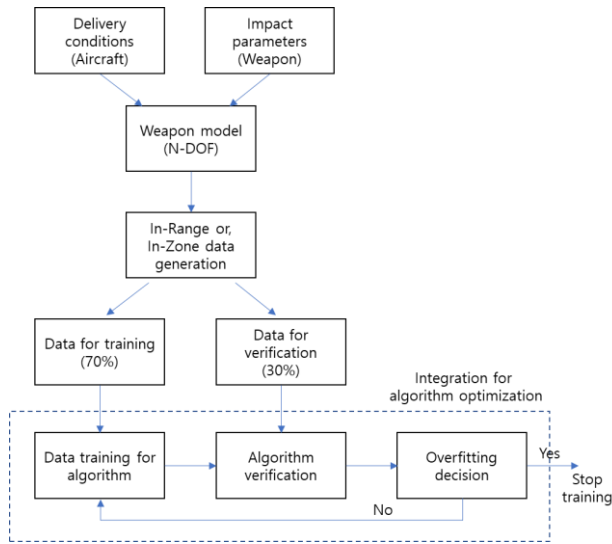 Delivery
conditions
(Aircraft)
Impact
parameters
(Weapon)
Weapon model
(N-DOF)
In-Range or,
In-Zone data
generation
Data for training
(70%)
Data for
verification
(30%)
Integration for
algorithm optimization
Data training for
algorithm
Algorithm
verification
Overfitting
decision
Yes
Stop
training
No